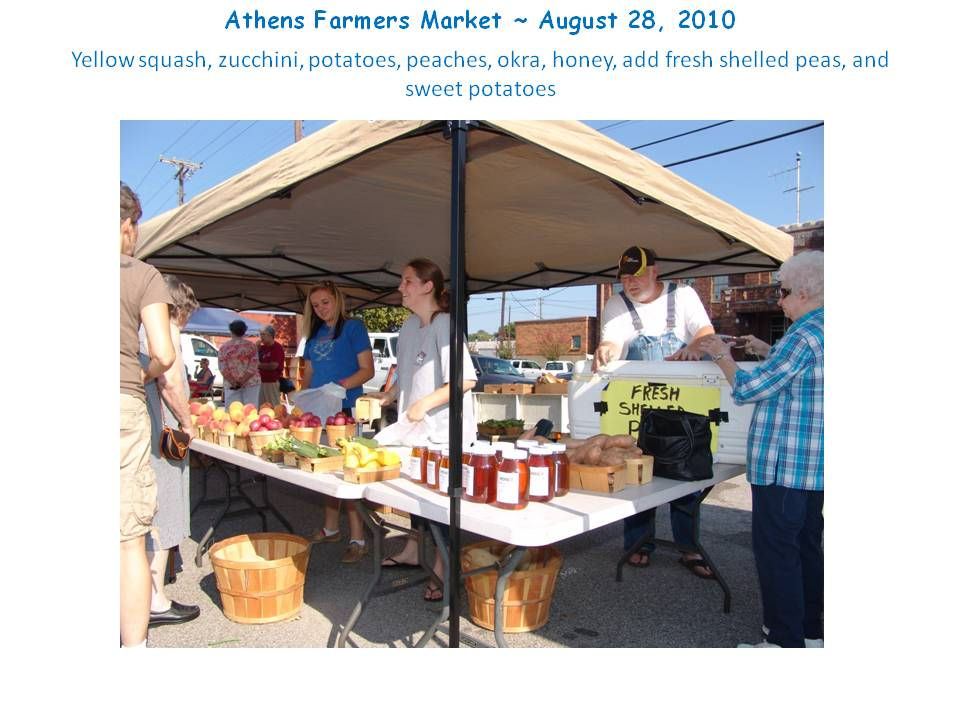 Athens Farmers Market ~ August 28, 2010
Yellow squash, zucchini, potatoes, peaches, okra, honey, add fresh shelled peas, and
sweet potatoes
FRESH
SHELLED
P